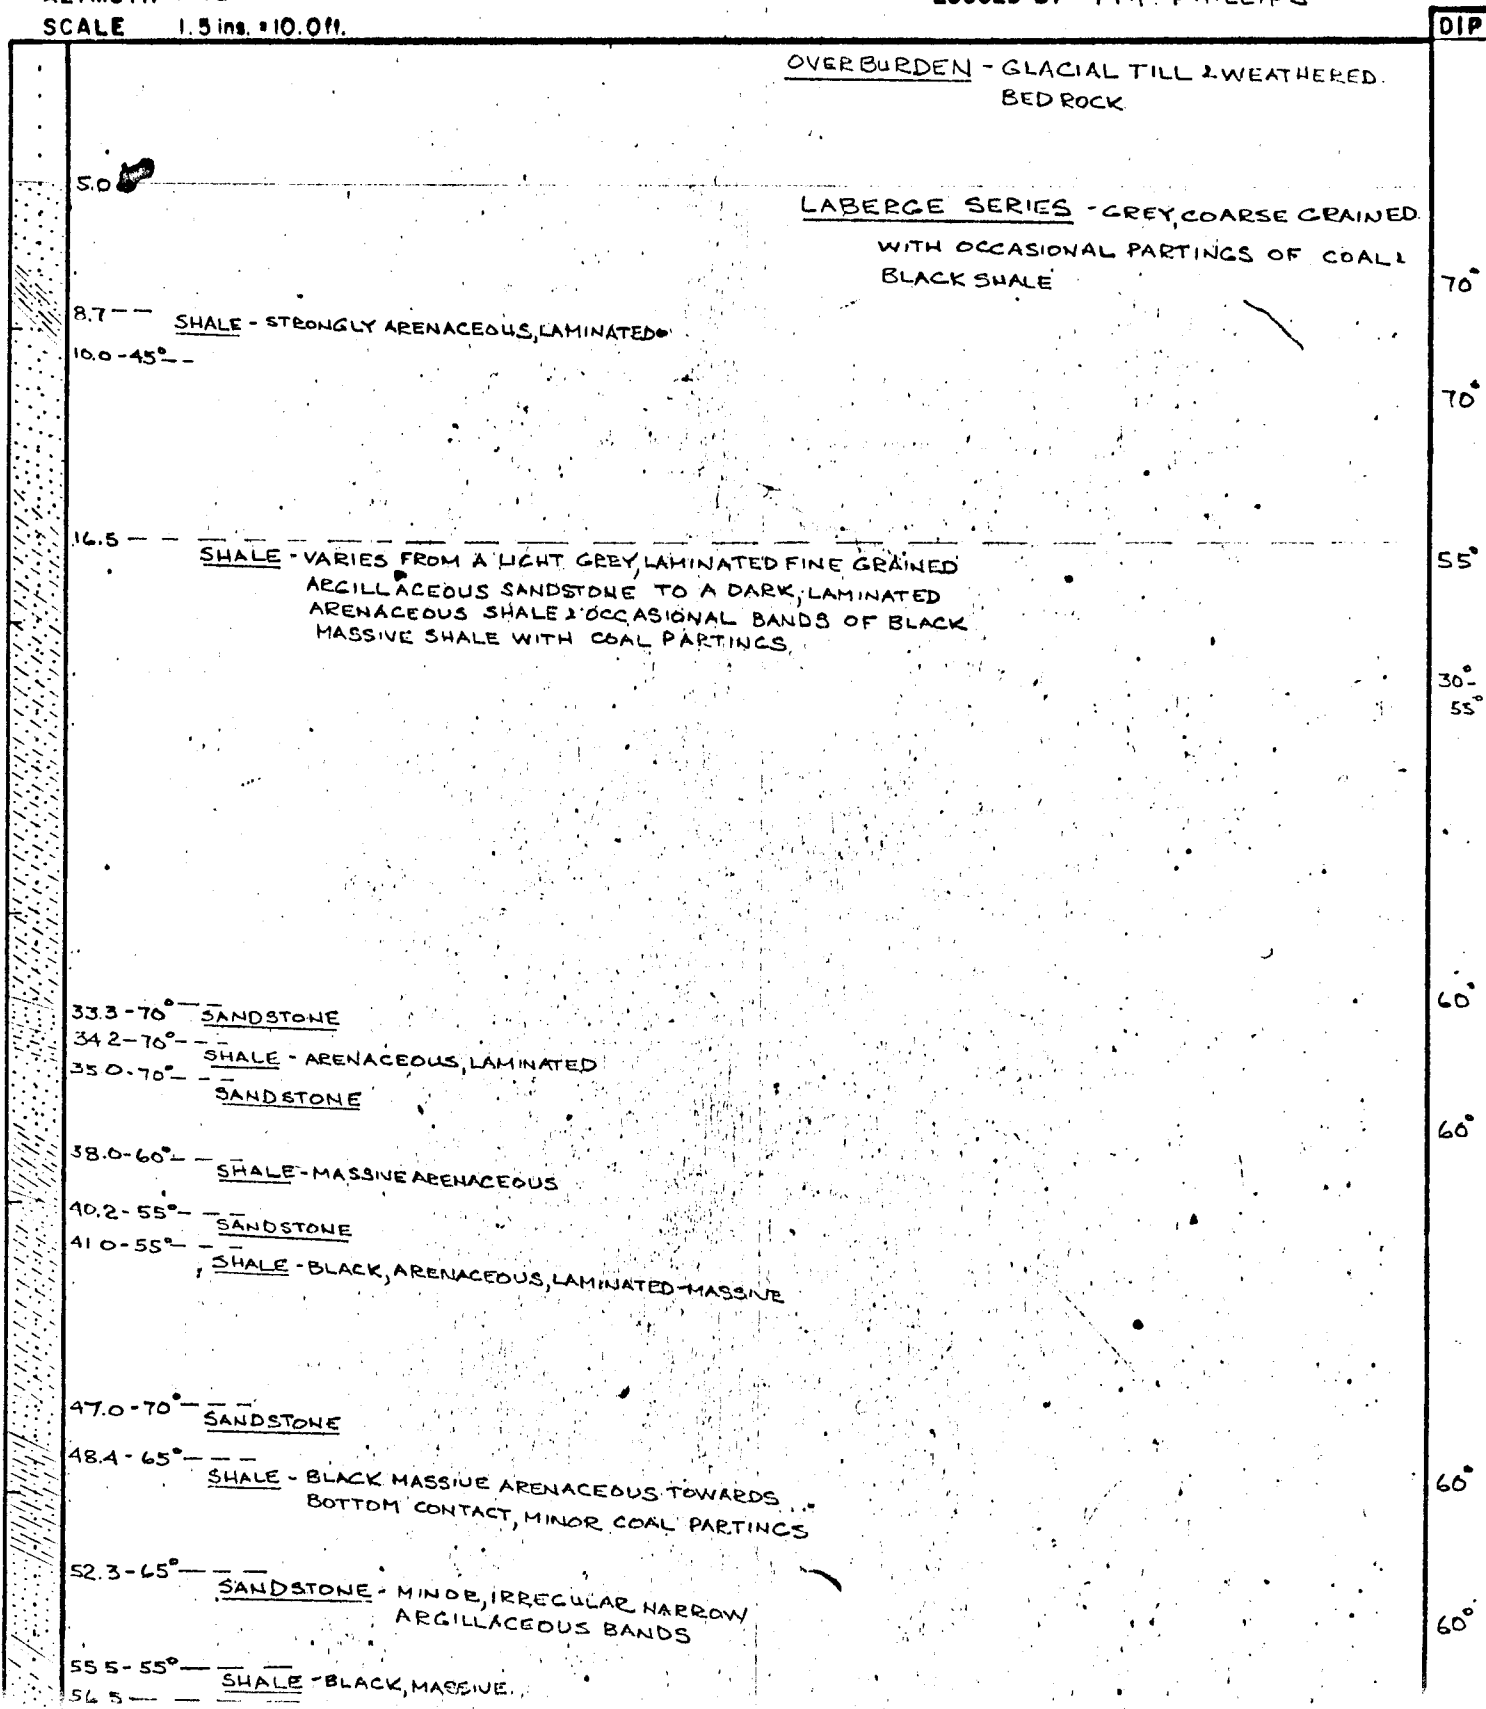 SCALE 1.5 ins. = 10.0 ft.
DIP
OVERBURDEN - GLACIAL TILL & WEATHERED
BEDROCK
5.0
LABERGE SERIES - GREY, COARSE GRAINED
WITH OCCASIONAL PARTINGS OF COAL &
BLACK SHALE
70°
8.7 -- SHALE - STRONGLY ARENACEOUS, LAMINATED
10.0 - 45° --
70°
16.5 -- 
SHALE - VARIES FROM A LIGHT GREY, LAMINATED FINE GRAINED
55°
ARGILLACEOUS SANDSTONE TO A DARK, LAMINATED
ARENACEOUS SHALE & OCCASIONAL BANDS OF BLACK
MASSIVE SHALE WITH COAL PARTINGS
30°-
55°
33.3 - 70° -- SANDSTONE
60°
34.2 - 70° --
SHALE - ARENACEOUS, LAMINATED
35.0 - 70° --
SANDSTONE
60°
38.0 - 60° --
SHALE - MASSIVE ARENACEOUS
40.2 - 55° --
SANDSTONE
41.0 - 55° --
SHALE - BLACK, ARENACEOUS, LAMINATED - MASSIVE
47.0 - 70° --
SANDSTONE
48.4 - 65° --
SHALE - BLACK MASSIVE ARENACEOUS TOWARDS
60°
BOTTOM CONTACT, MINOR COAL PARTINGS
52.3 - 65° --
SANDSTONE - MINOR, IRREGULAR NARROW
ARGILLACEOUS BANDS
60°
55.5 - 55° --
SHALE - BLACK, MASSIVE
56.5 --